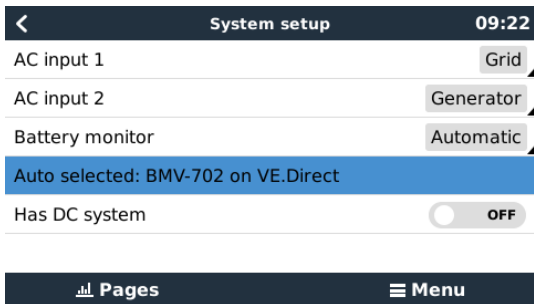 System setup 09:22
AC input 1 Grid
AC input 2 Generator
Battery monitor Automatic
Auto selected: BMV-702 on VE.Direct
Has DC system OFF
Pages Menu